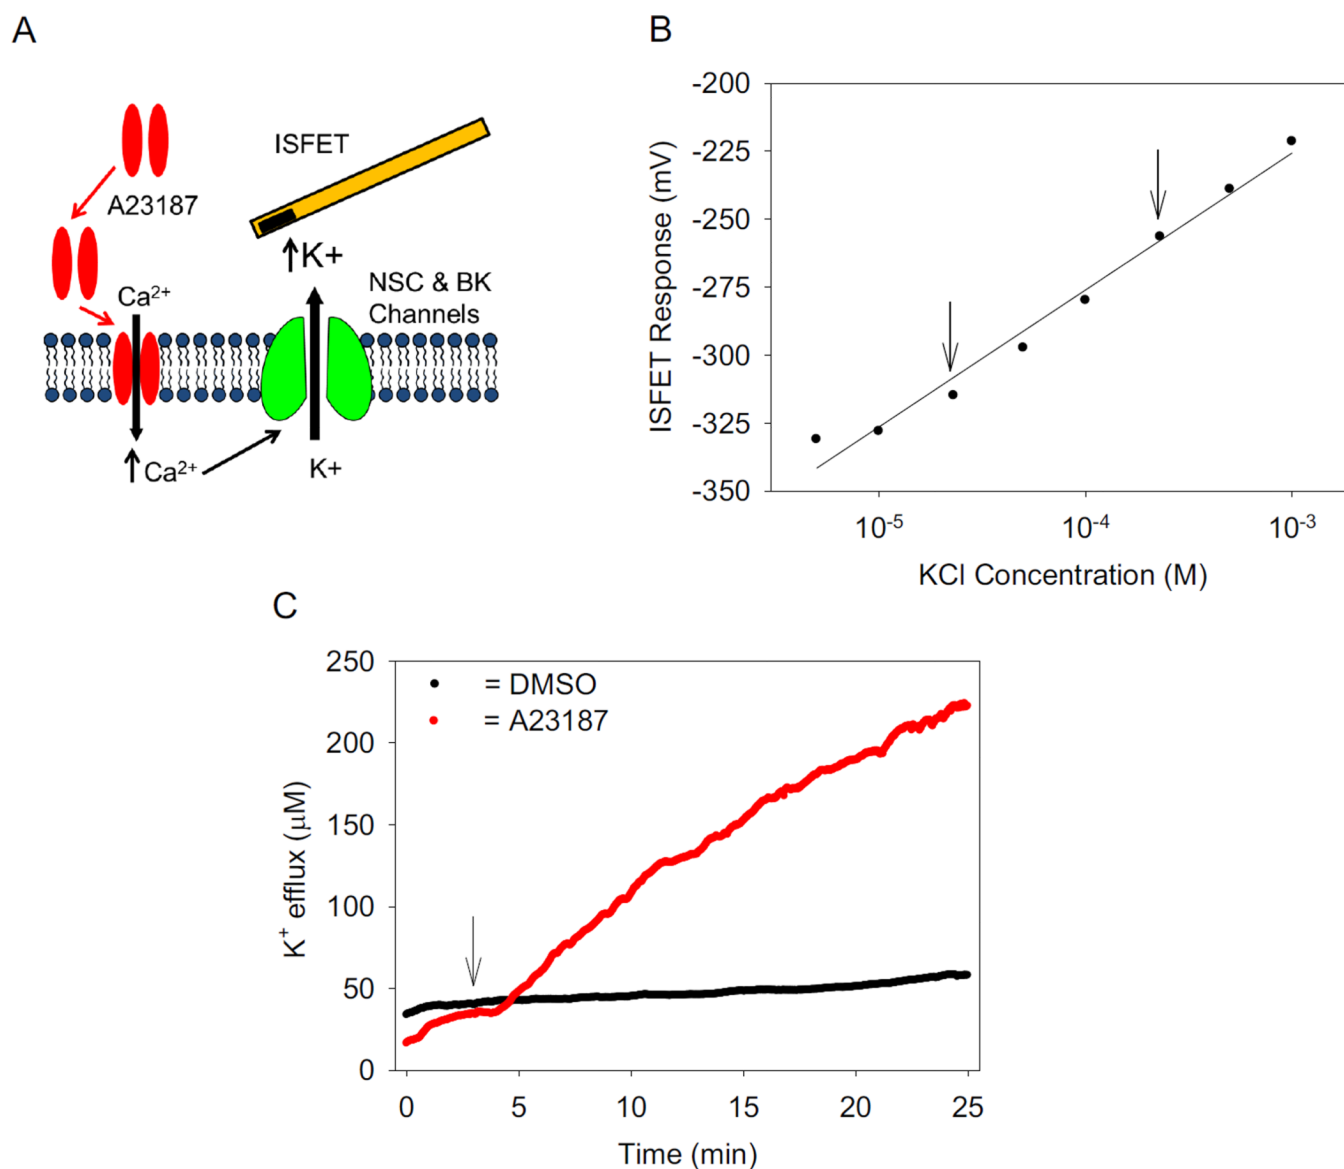 A
ISFET
A23187
K+
Ca²⁺
NSC & BK
Channels
Ca²⁺
K+
B
ISFET Response (mV)
-200
-225
-250
-275
-300
-325
-350
10⁻⁵
10⁻⁴
10⁻³
KCl Concentration (M)
C
K⁺ efflux (μM)
250
200
150
100
50
0
= DMSO
= A23187
0
5
10
15
20
25
Time (min)